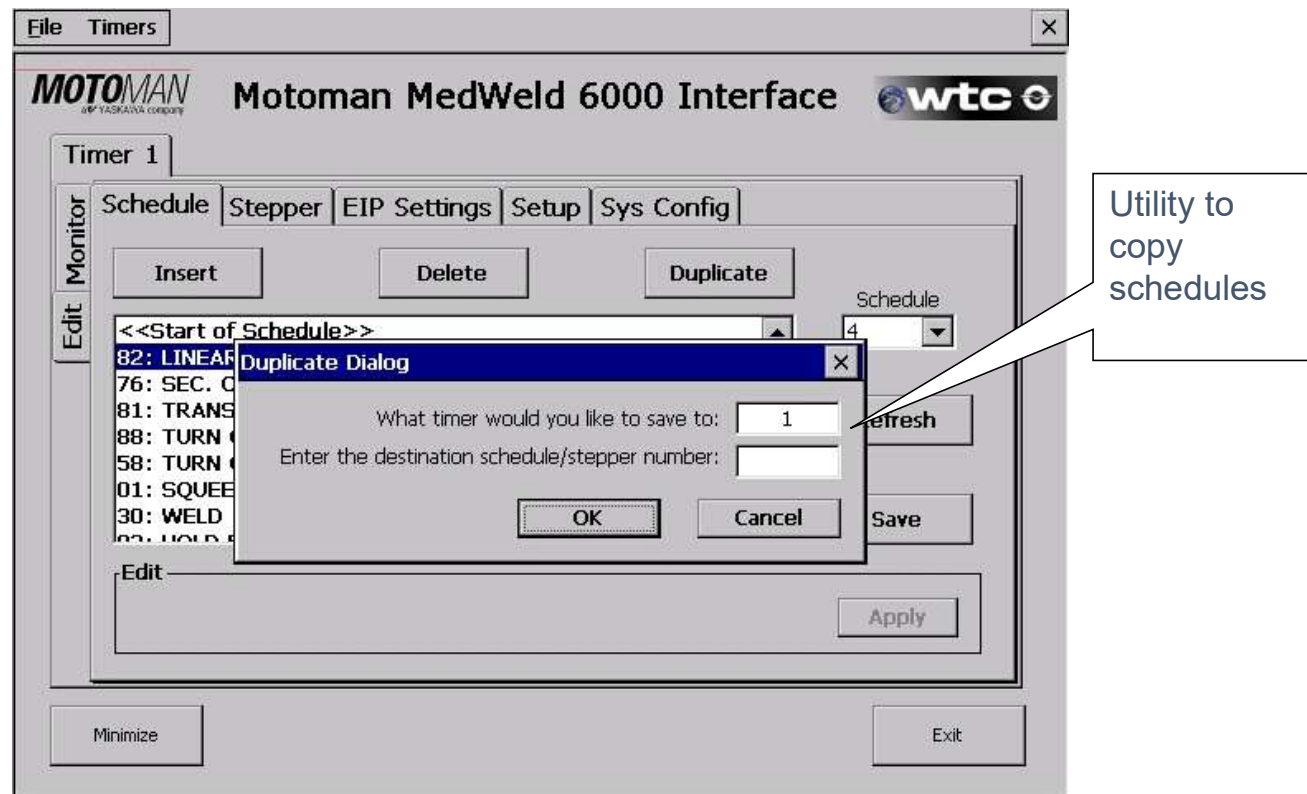 File Timers
MOTOMAN
a YASKAWA company
Motoman MedWeld 6000 Interface
wtc
Timer 1
Monitor
Edit
Schedule Stepper EIP Settings Setup Sys Config
Insert Delete Duplicate
Schedule
4
<<Start of Schedule>>
82: LINEAR
76: SEC.
81: TRANS
88: TURN
58: TURN
01: SQUEE
30: WELD
Duplicate Dialog
What timer would you like to save to: 1
Enter the destination schedule/stepper number:
OK Cancel
Refresh
Save
Edit
Apply
Minimize Exit
Utility to
copy
schedules